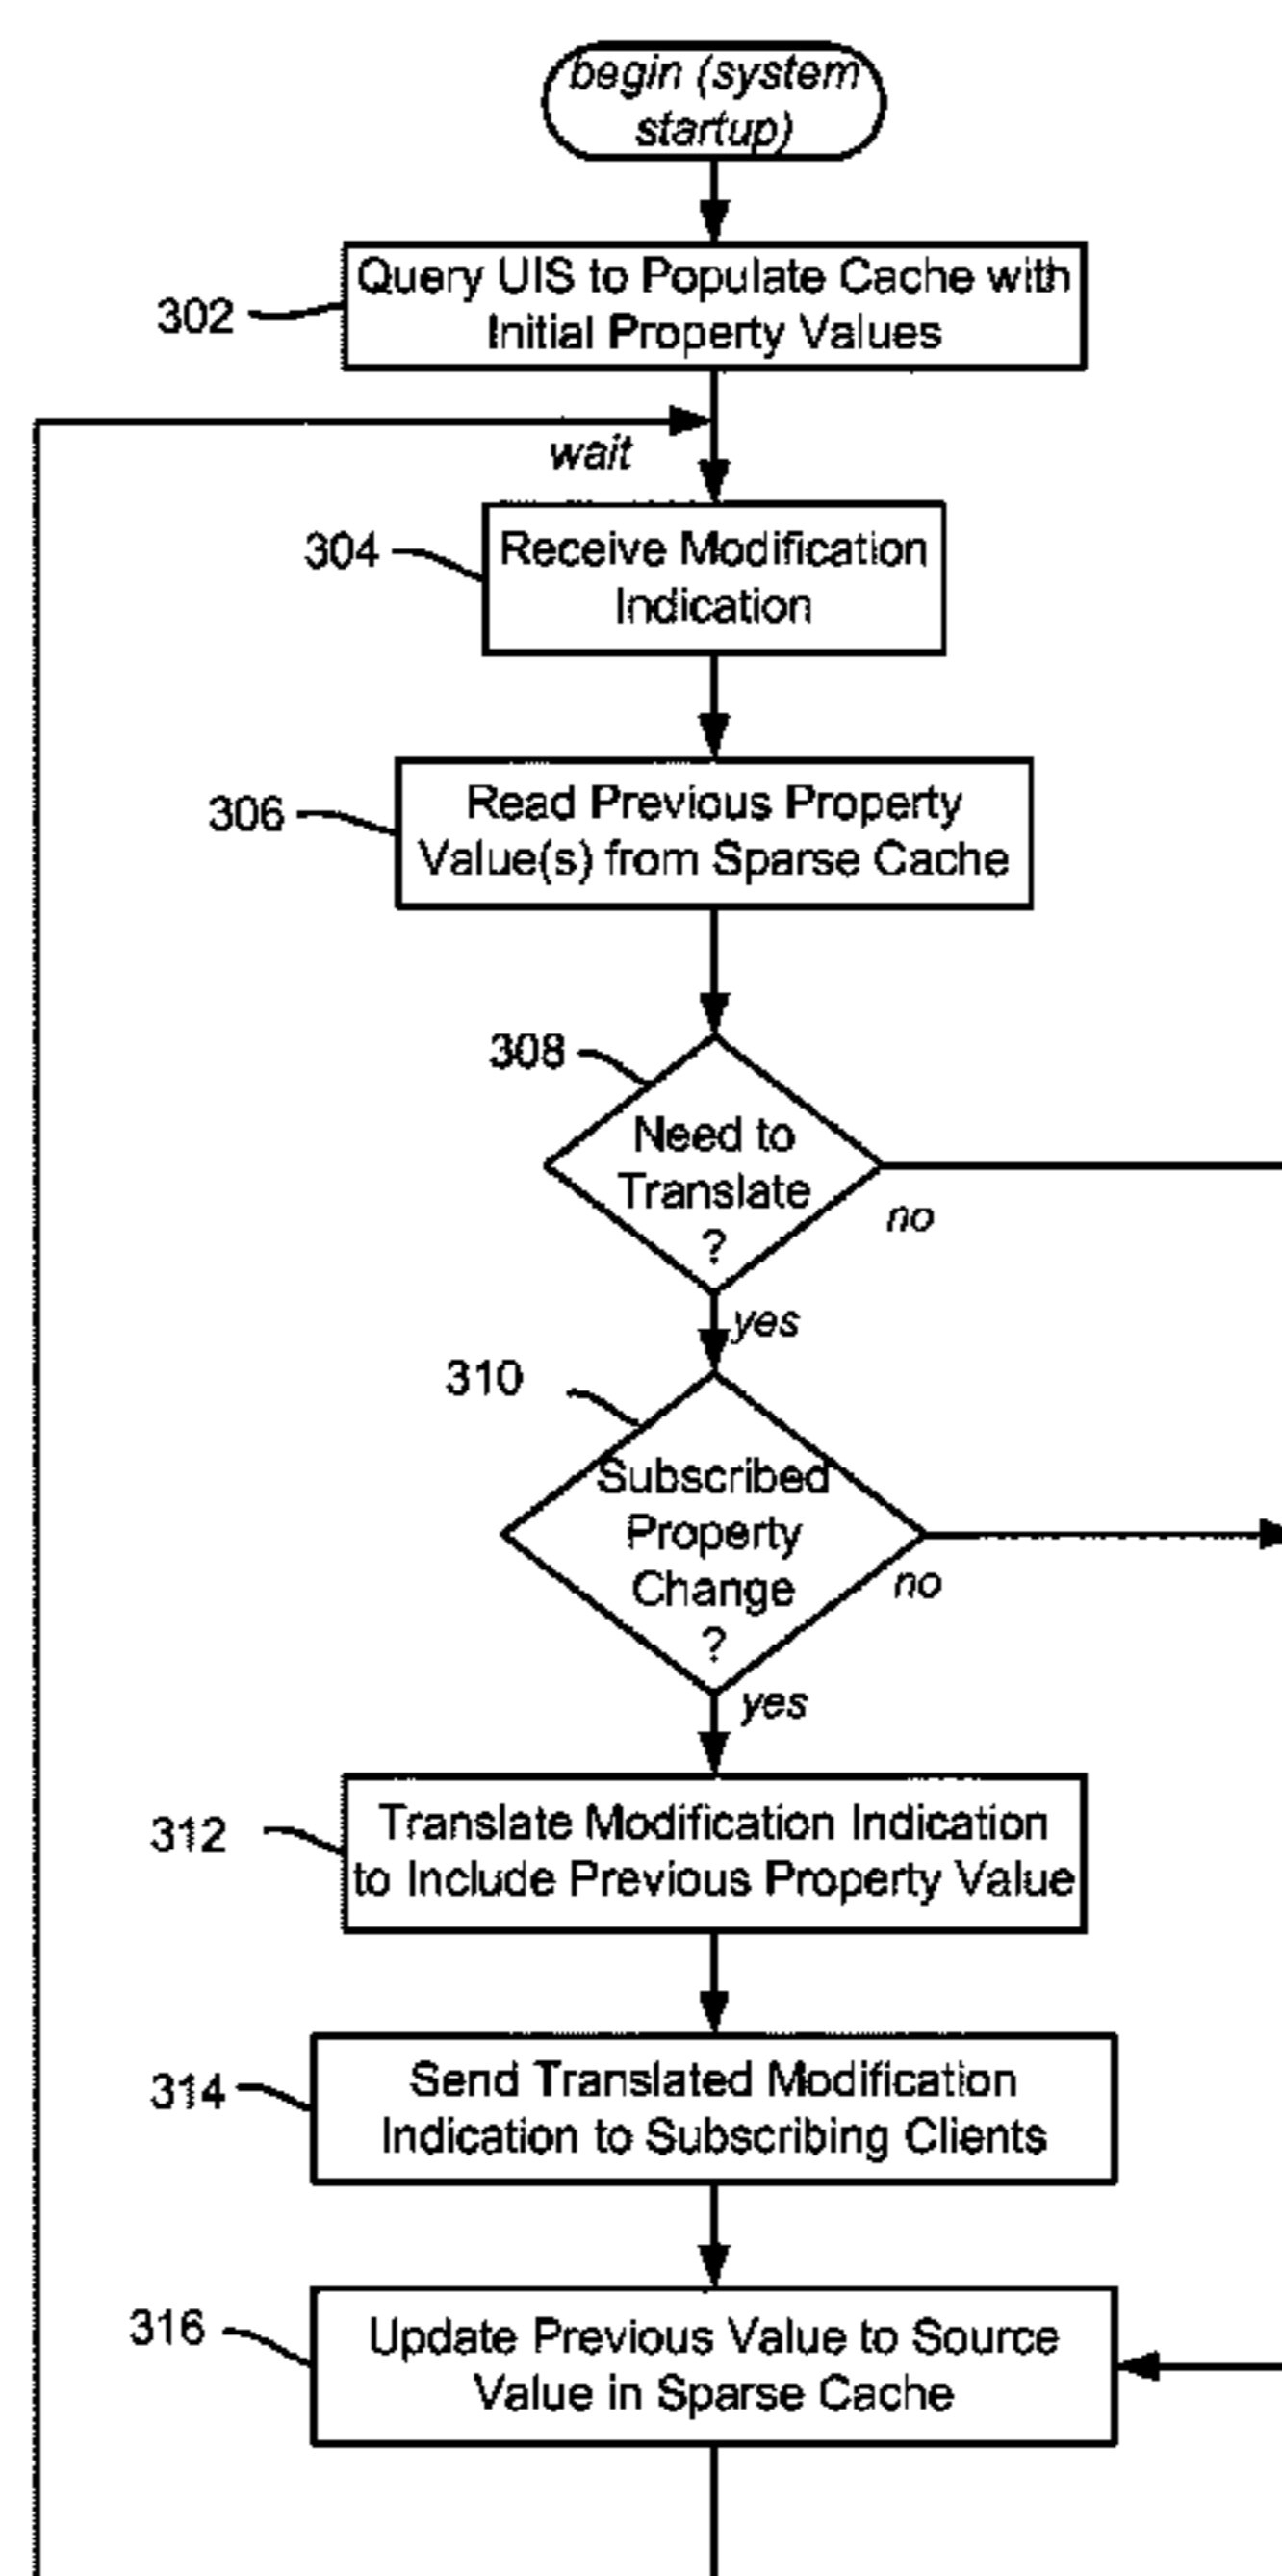 begin (system
startup)
302
Query UIS to Populate Cache with
Initial Property Values
wait
304
Receive Modification
Indication
306
Read Previous Property
Value(s) from Sparse Cache
308
Need to
Translate
?
no
yes
310
Subscribed
Property
Change
?
no
yes
312
Translate Modification Indication
to Include Previous Property Value
314
Send Translated Modification
Indication to Subscribing Clients
316
Update Previous Value to Source
Value in Sparse Cache